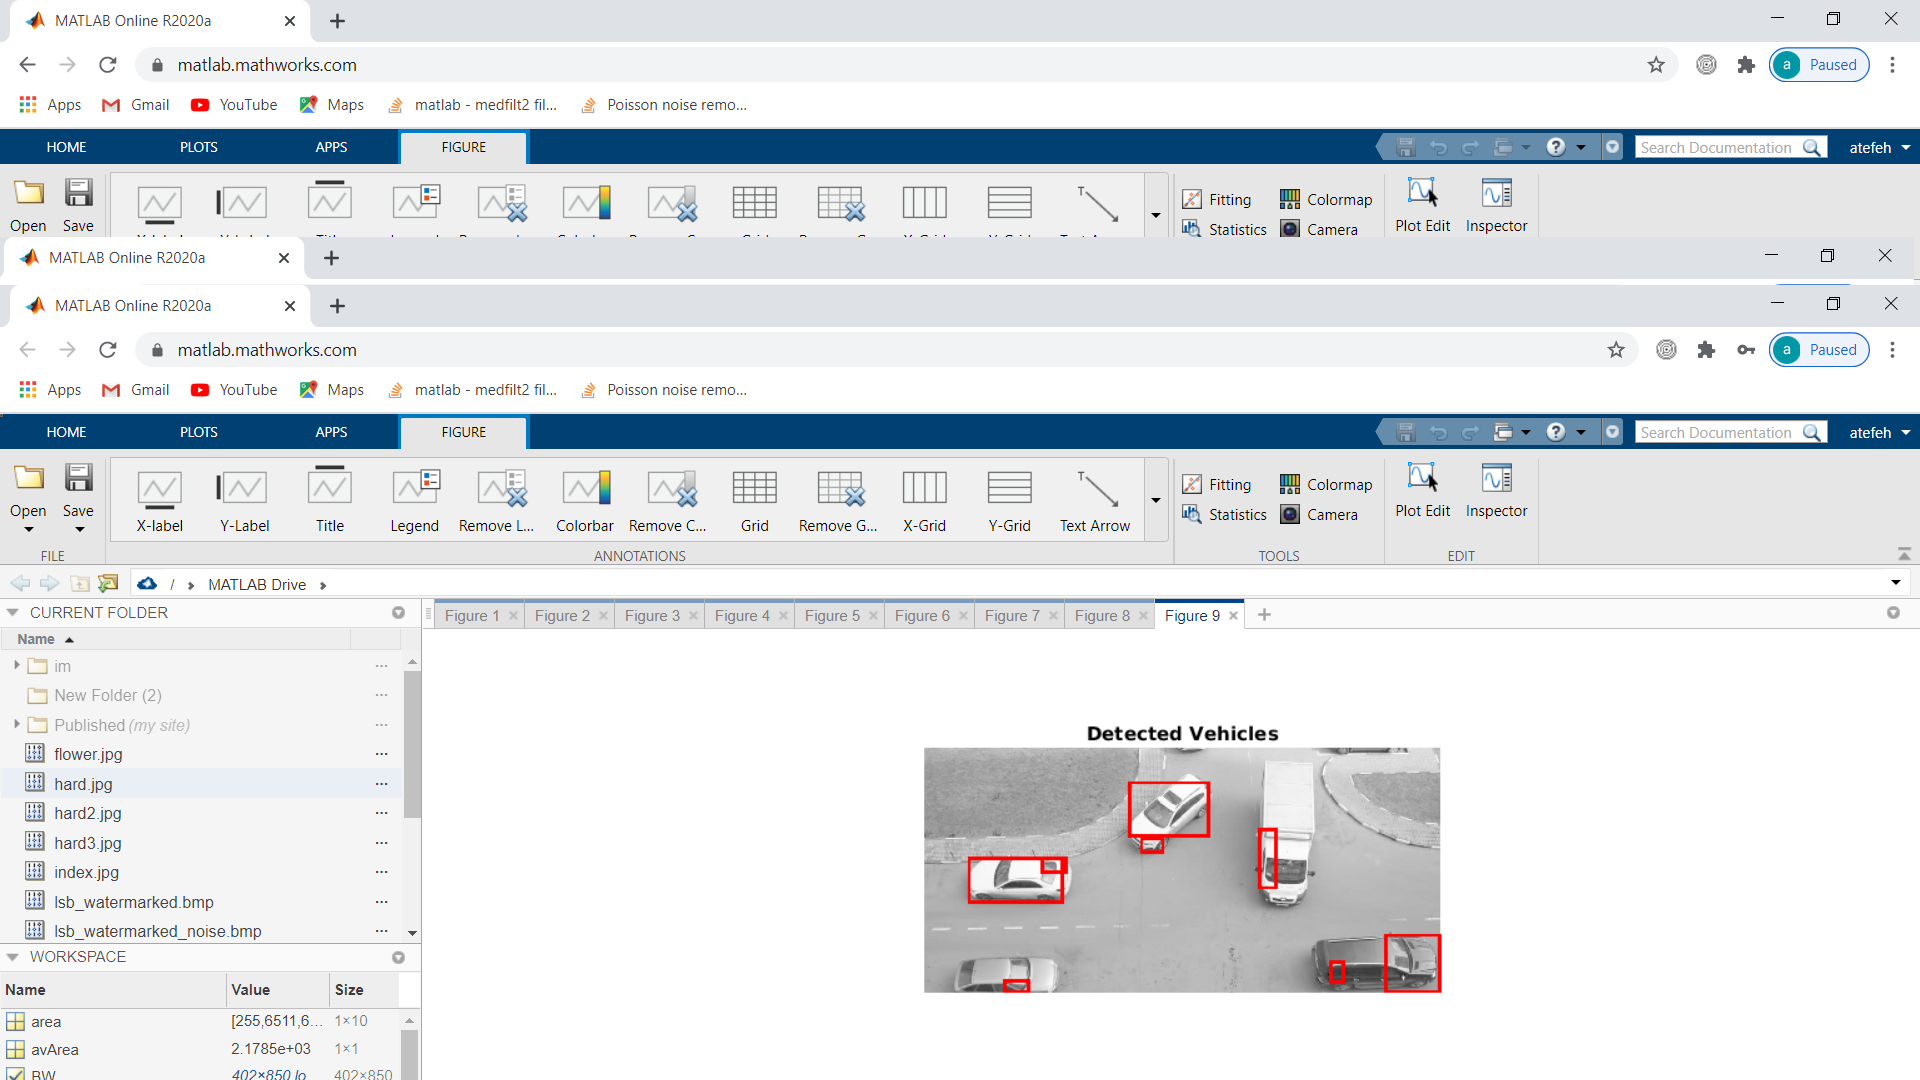 MATLAB Online R2020a
matlab.mathworks.com
a Paused
Apps Gmail YouTube Maps matlab - medfilt2 fil... Poisson noise remo...
HOME PLOTS APPS FIGURE Search Documentation atefeh
Open Save Fitting Colormap Plot Edit Inspector
Statistics Camera
MATLAB Online R2020a
MATLAB Online R2020a
matlab.mathworks.com
a Paused
Apps Gmail YouTube Maps matlab - medfilt2 fil... Poisson noise remo...
HOME PLOTS APPS FIGURE Search Documentation atefeh
Fitting Colormap
Open Save X-label Y-Label Title Legend Remove L... Colorbar Remove C... Grid Remove G... X-Grid Y-Grid Text Arrow Statistics Camera Plot Edit Inspector
FILE ANNOTATIONS TOOLS EDIT
/ MATLAB Drive
CURRENT FOLDER
Name
im
New Folder (2)
Published (my site)
flower.jpg
hard.jpg
hard2.jpg
hard3.jpg
index.jpg
lsb_watermarked.bmp
lsb_watermarked_noise.bmp
WORKSPACE
Name Value Size
area [255,6511,6... 1×10
avArea 2.1785e+03 1×1
BW 402×850 lo 402×850
Figure 1 Figure 2 Figure 3 Figure 4 Figure 5 Figure 6 Figure 7 Figure 8 Figure 9
Detected Vehicles